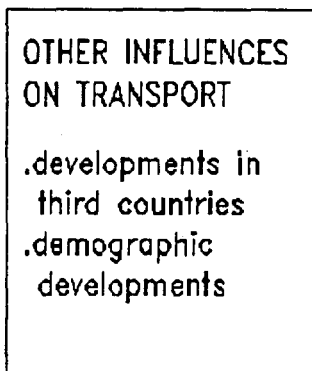 OTHER INFLUENCES
ON TRANSPORT
.developments in
third countries
.demographic
developments